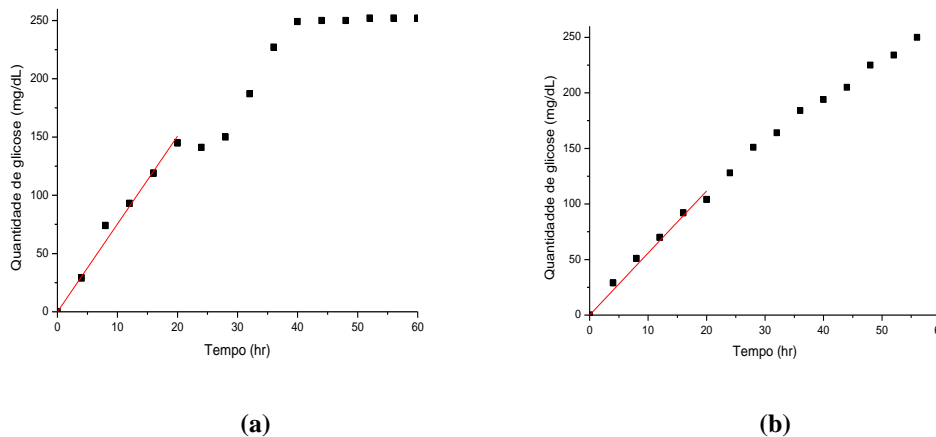 250
200
150
100
50
0
Quantidade de glicose (mg/dL)
0 10 20 30 40 50 60
Tempo (hr)
(a)
250
200
150
100
50
0
Quantidadde de glicose (mg/dL)
0 10 20 30 40 50 6
Tempo (hr)
(b)